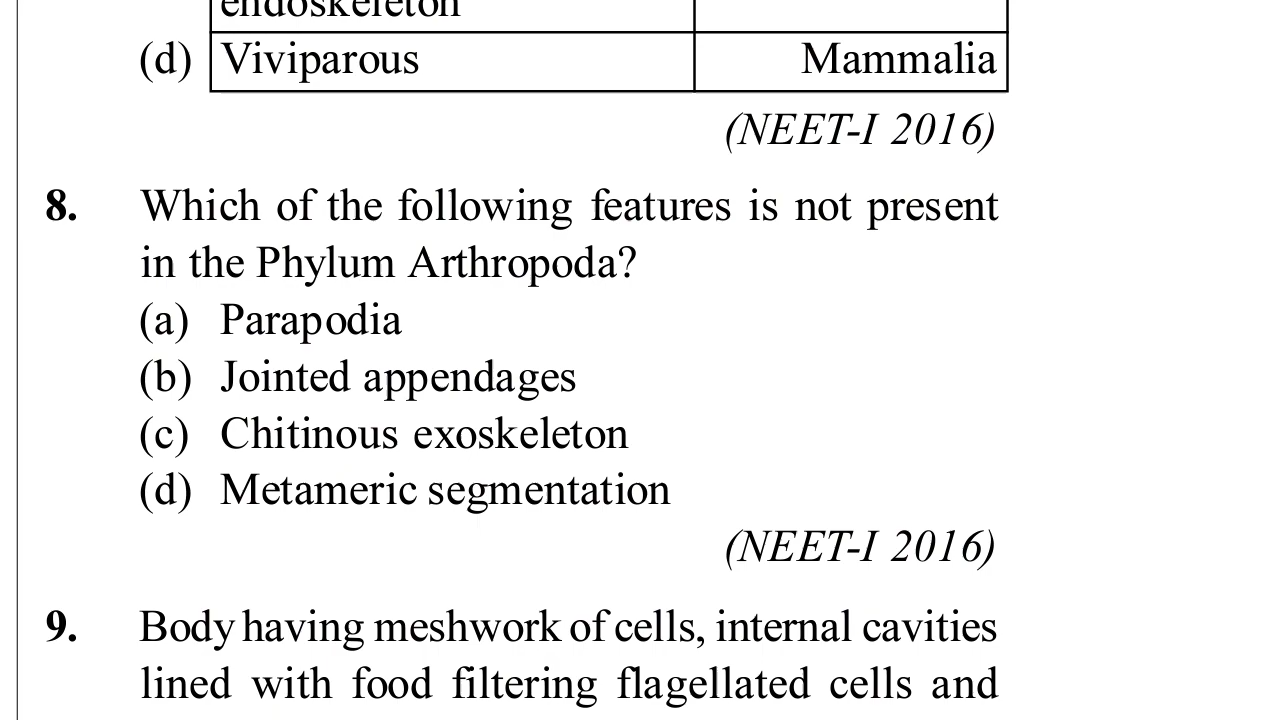 endoskeleton
(d) Viviparous Mammalia
(NEET-I 2016)
8. Which of the following features is not present
in the Phylum Arthropoda?
(a) Parapodia
(b) Jointed appendages
(c) Chitinous exoskeleton
(d) Metameric segmentation
(NEET-I 2016)
9. Body having meshwork of cells, internal cavities
lined with food filtering flagellated cells and